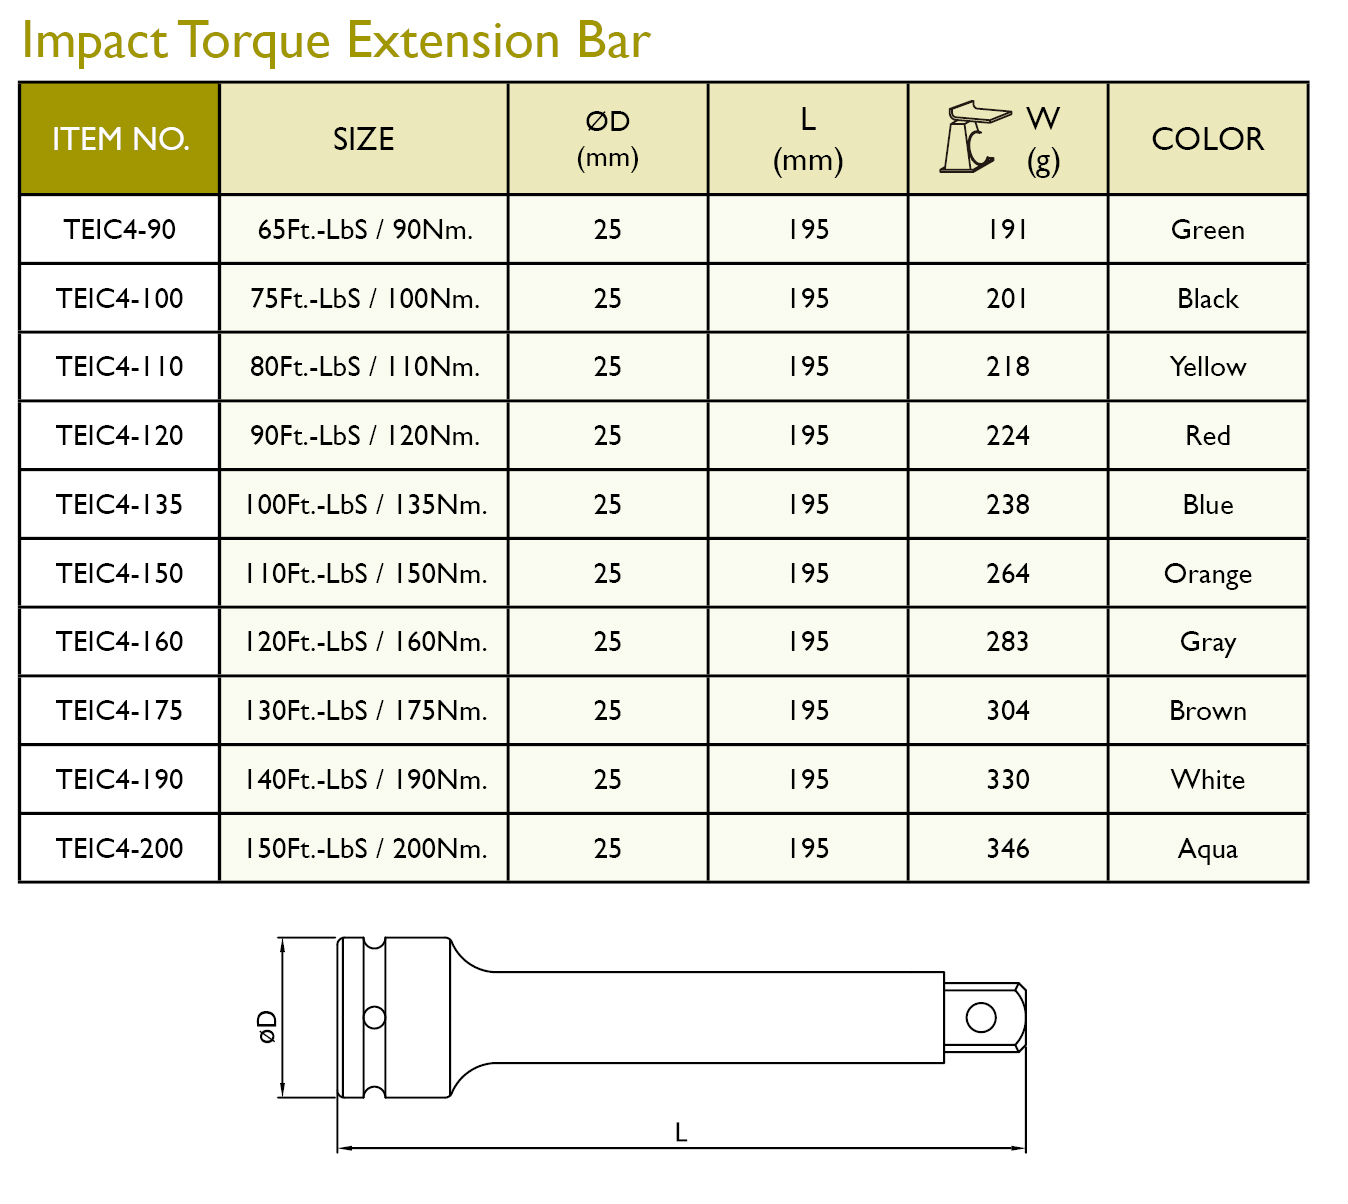 Impact Torque Extension Bar
ITEM NO. SIZE ØD (mm) L (mm) W (g) COLOR
TEIC4-90 65Ft.-LbS / 90Nm. 25 195 191 Green
TEIC4-100 75Ft.-LbS / 100Nm. 25 195 201 Black
TEIC4-110 80Ft.-LbS / 110Nm. 25 195 218 Yellow
TEIC4-120 90Ft.-LbS / 120Nm. 25 195 224 Red
TEIC4-135 100Ft.-LbS / 135Nm. 25 195 238 Blue
TEIC4-150 110Ft.-LbS / 150Nm. 25 195 264 Orange
TEIC4-160 120Ft.-LbS / 160Nm. 25 195 283 Gray
TEIC4-175 130Ft.-LbS / 175Nm. 25 195 304 Brown
TEIC4-190 140Ft.-LbS / 190Nm. 25 195 330 White
TEIC4-200 150Ft.-LbS / 200Nm. 25 195 346 Aqua
øD
L